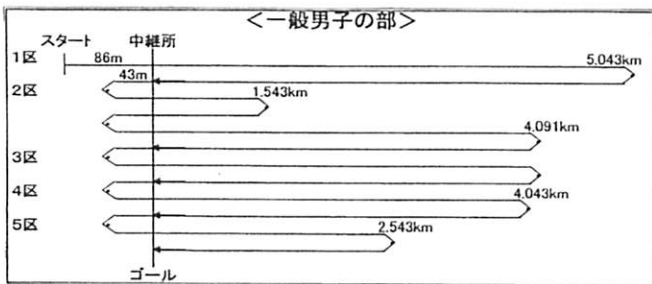 ＜一般男子の部＞
スタート 中継所
1区 86m 5.043km
43m
2区 1.543km
4.091km
3区
4区 4.043km
5区 2.543km
ゴール